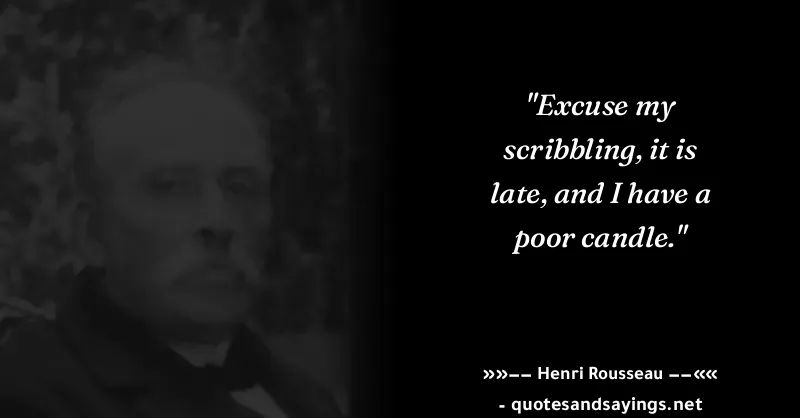 "Excuse my
scribbling, it is
late, and I have a
poor candle."
»»–– Henri Rousseau ––««
- quotesandsayings.net